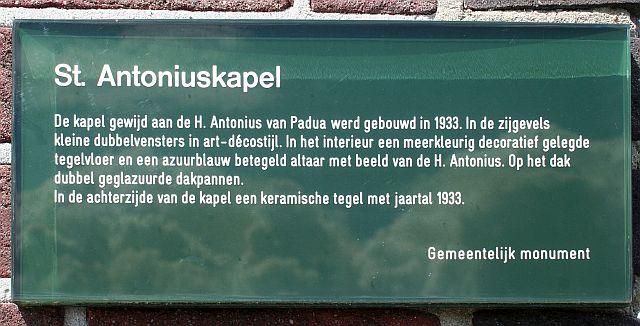 St. Antoniuskapel
De kapel gewijd aan de H. Antonius van Padua werd gebouwd in 1933. In de zijgevels
kleine dubbelvensters in art-décostijl. In het interieur een meerkleurig decoratief gelegde
tegelvloer en een azuurblauw betegeld altaar met beeld van de H. Antonius. Op het dak
dubbel geglazuurde dakpannen.
In de achterzijde van de kapel een keramische tegel met jaartal 1933.
Gemeentelijk monument